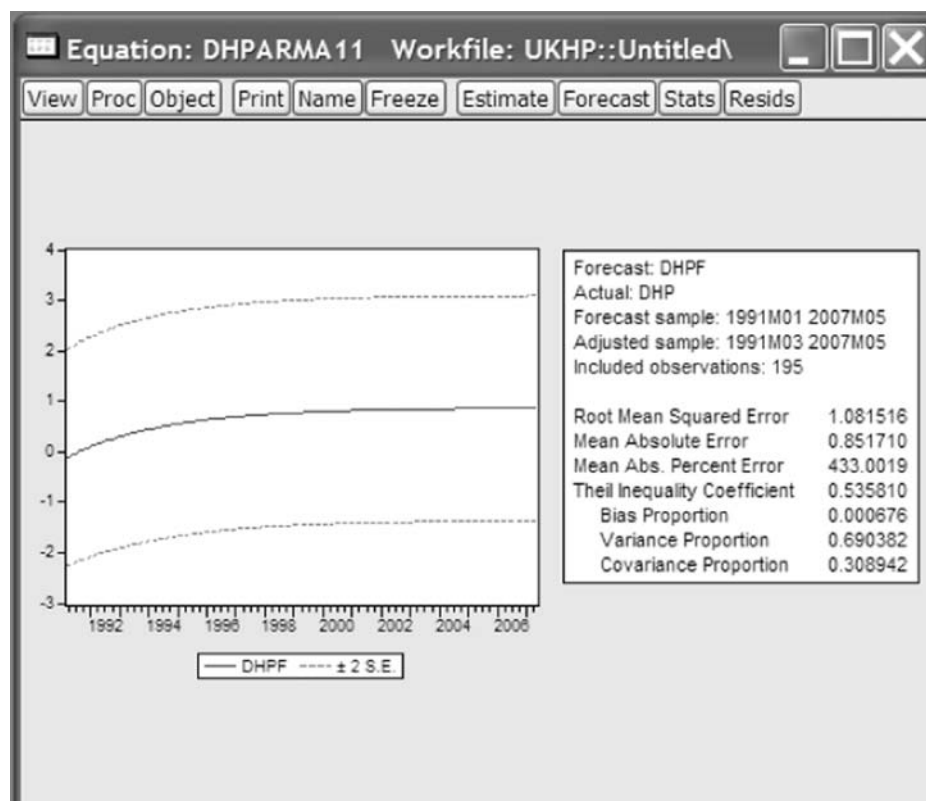 Equation: DHPARMA11 Workfile: UKHP::Untitled\
View Proc Object Print Name Freeze Estimate Forecast Stats Resids
4
3
2
1
0
-1
-2
-3
1992 1994 1996 1998 2000 2002 2004 2006
DHPF ± 2 S.E.
Forecast: DHPF
Actual: DHP
Forecast sample: 1991M01 2007M05
Adjusted sample: 1991M03 2007M05
Included observations: 195
Root Mean Squared Error 1.081516
Mean Absolute Error 0.851710
Mean Abs. Percent Error 433.0019
Theil Inequality Coefficient 0.535810
Bias Proportion 0.000676
Variance Proportion 0.690382
Covariance Proportion 0.308942